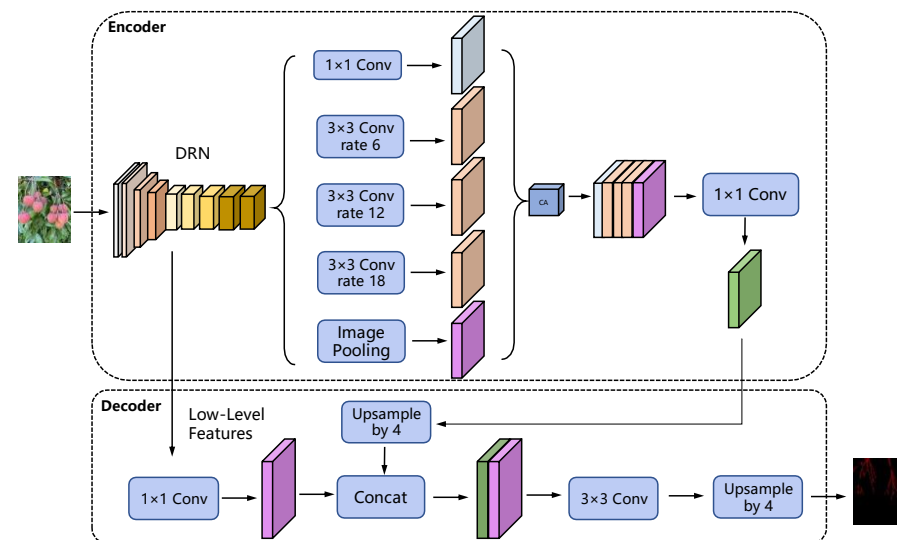 Encoder
1×1 Conv
DRN
3×3 Conv
rate 6
3×3 Conv
rate 12
3×3 Conv
rate 18
Image
Pooling
CA
1×1 Conv
Decoder
Low-Level
Features
Upsample
by 4
1×1 Conv
Concat
3×3 Conv
Upsample
by 4